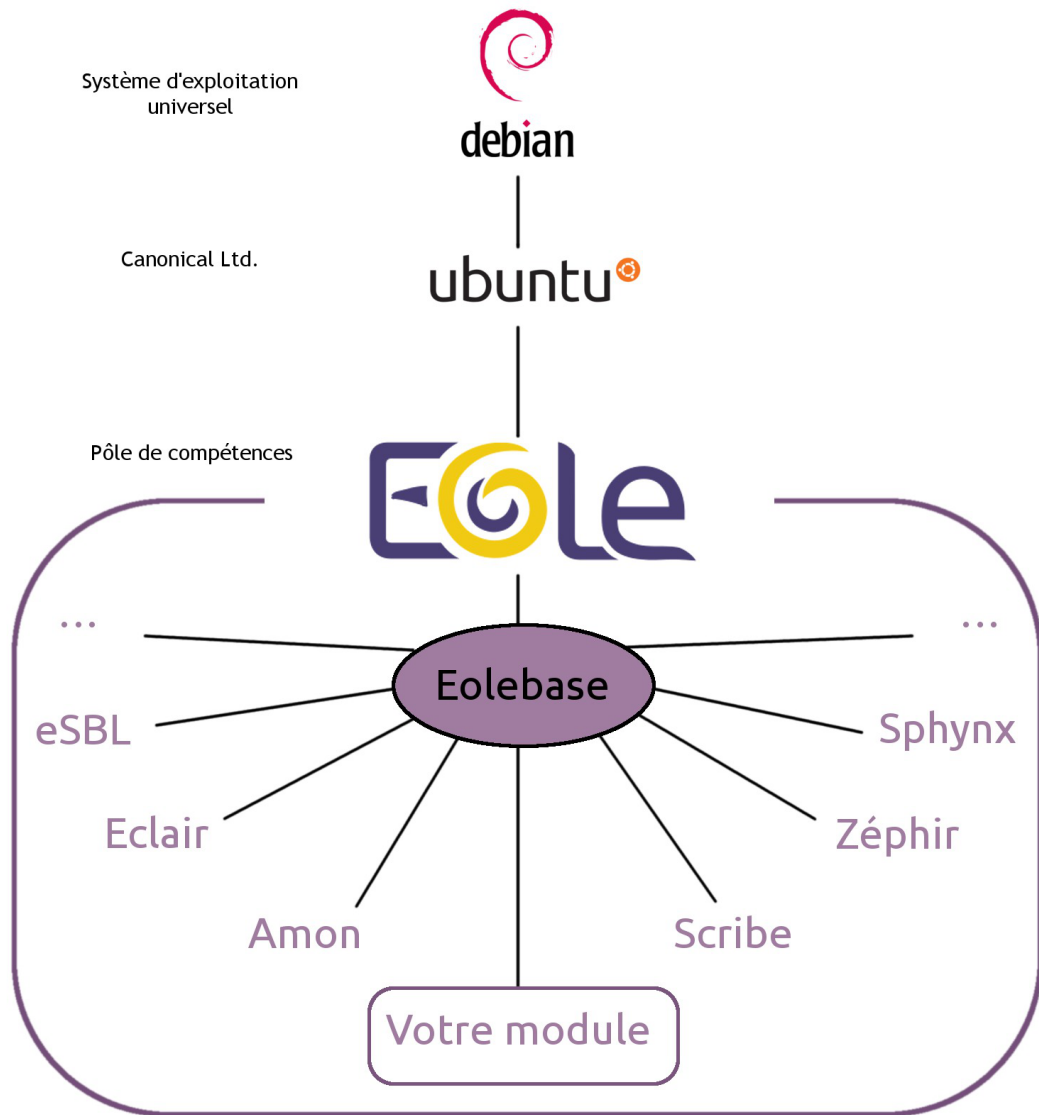 Système d'exploitation
universel
debian
Canonical Ltd.
ubuntu
Pôle de compétences
Eole
...
...
Eolebase
eSBL
Sphynx
Eclair
Zéphir
Amon
Scribe
Votre module